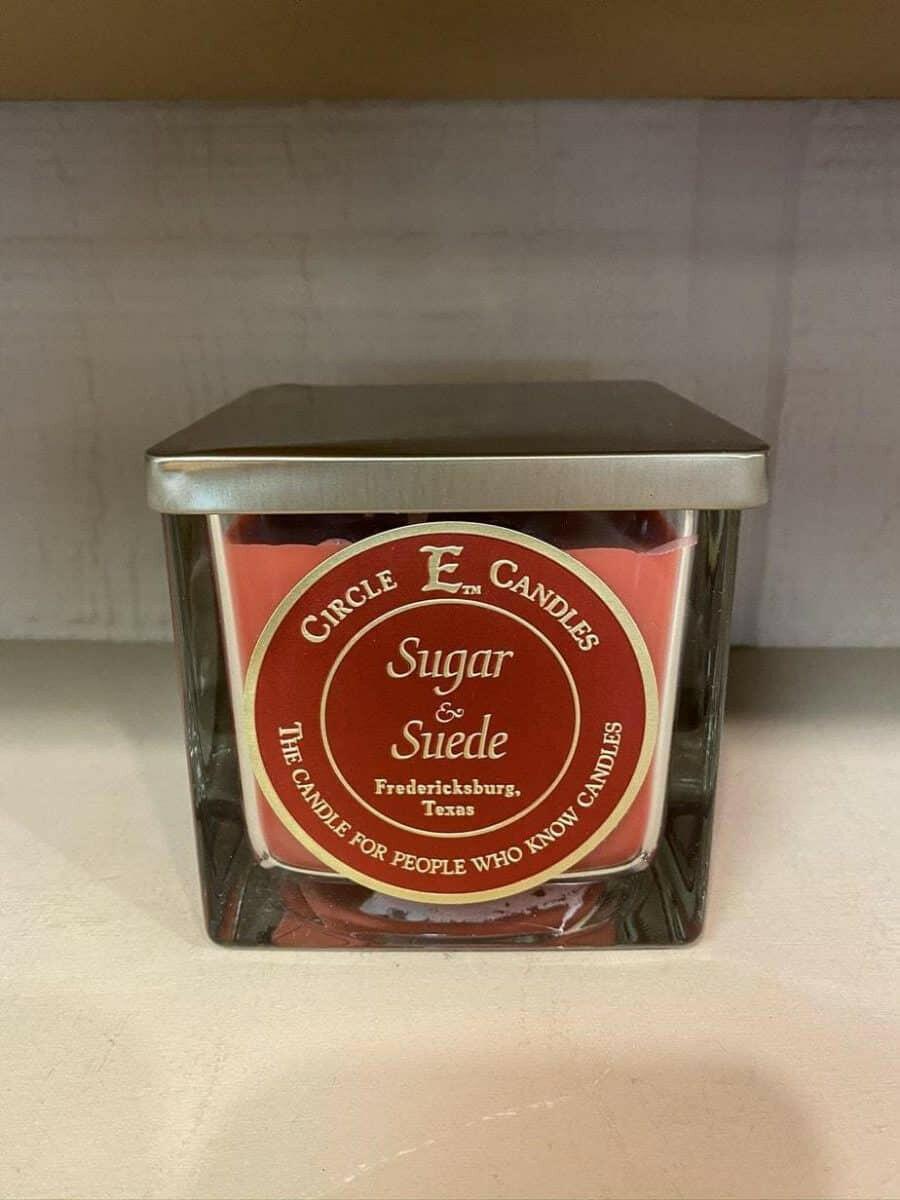 CIRCLE E™ CANDLES
Sugar
&
Suede
Fredericksburg,
Texas
THE CANDLE FOR PEOPLE WHO KNOW CANDLES